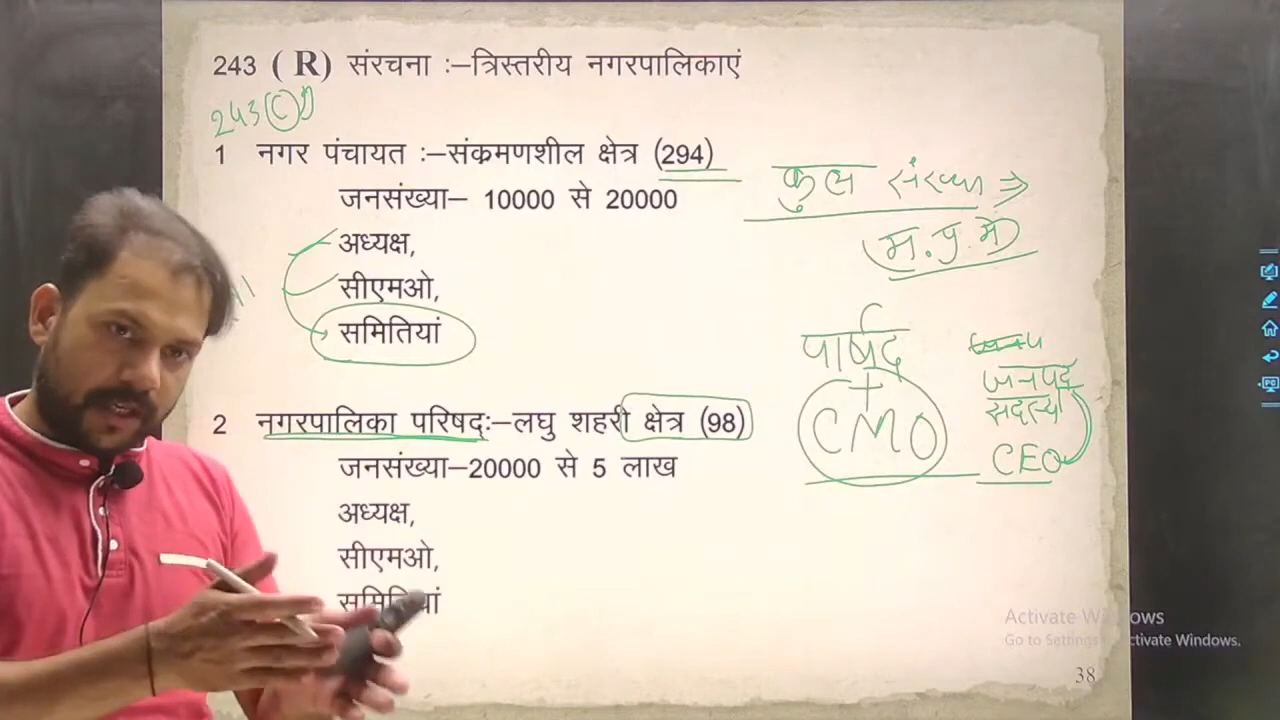 243 ( R) संरचना :–त्रिस्तरीय नगरपालिकाएं
243
1 नगर पंचायत :–संक्रमणशील क्षेत्र (294)
कुल संख्या ⇒
जनसंख्या– 10000 से 20000
(म.प्र.में)
अध्यक्ष,
सीएमओ,
समितियां
पार्षद
+
CMO
जनपद
सदस्य
CEO
2 नगरपालिका परिषदः–लघु शहरी क्षेत्र (98)
जनसंख्या–20000 से 5 लाख
अध्यक्ष,
सीएमओ,
समितियां
Activate Windows
Go to Settings Activate Windows.
38